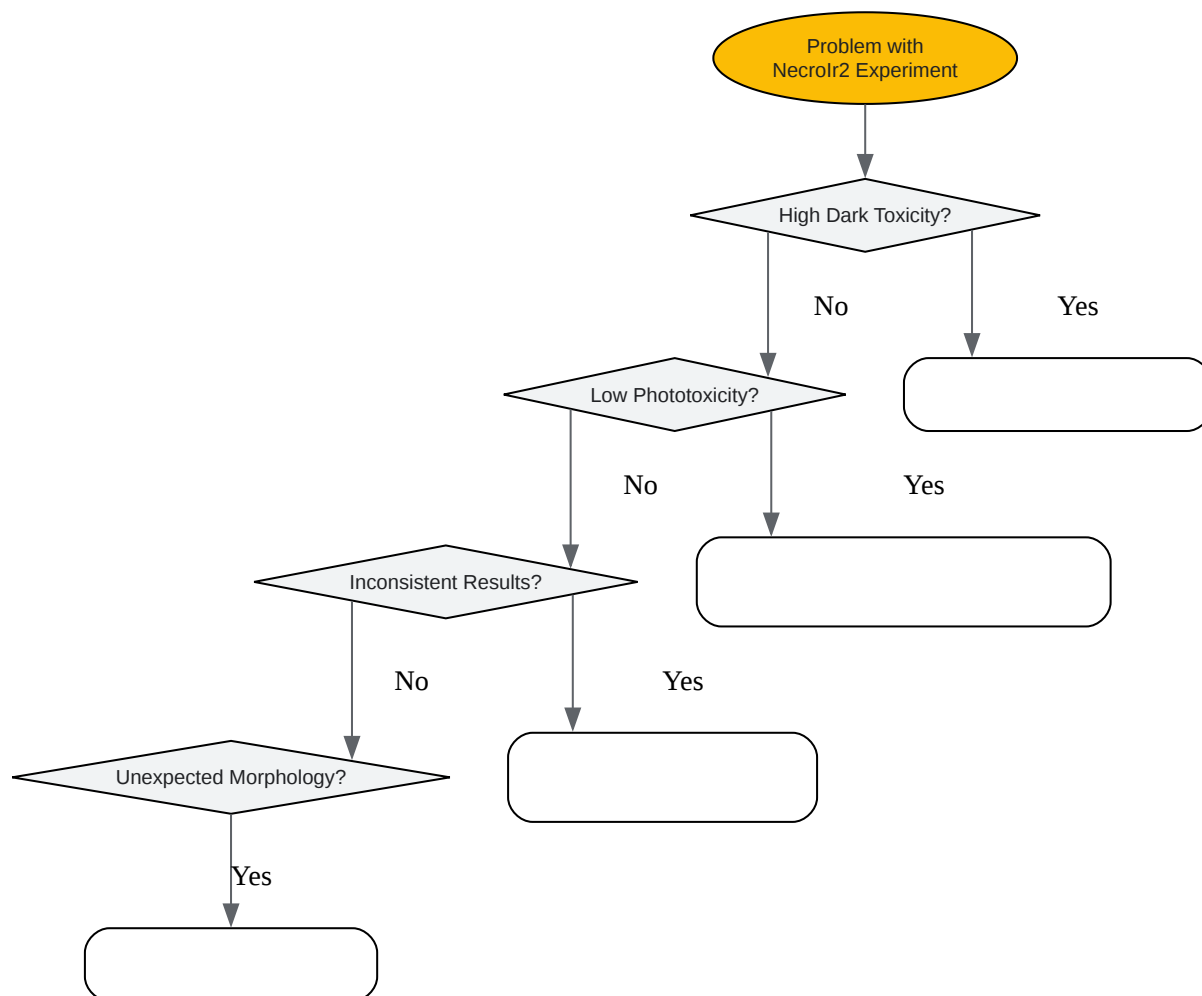 Problem with
NecroIr2 Experiment
High Dark Toxicity?
No
Yes
Low Phototoxicity?
No
Yes
Inconsistent Results?
No
Yes
Unexpected Morphology?
Yes